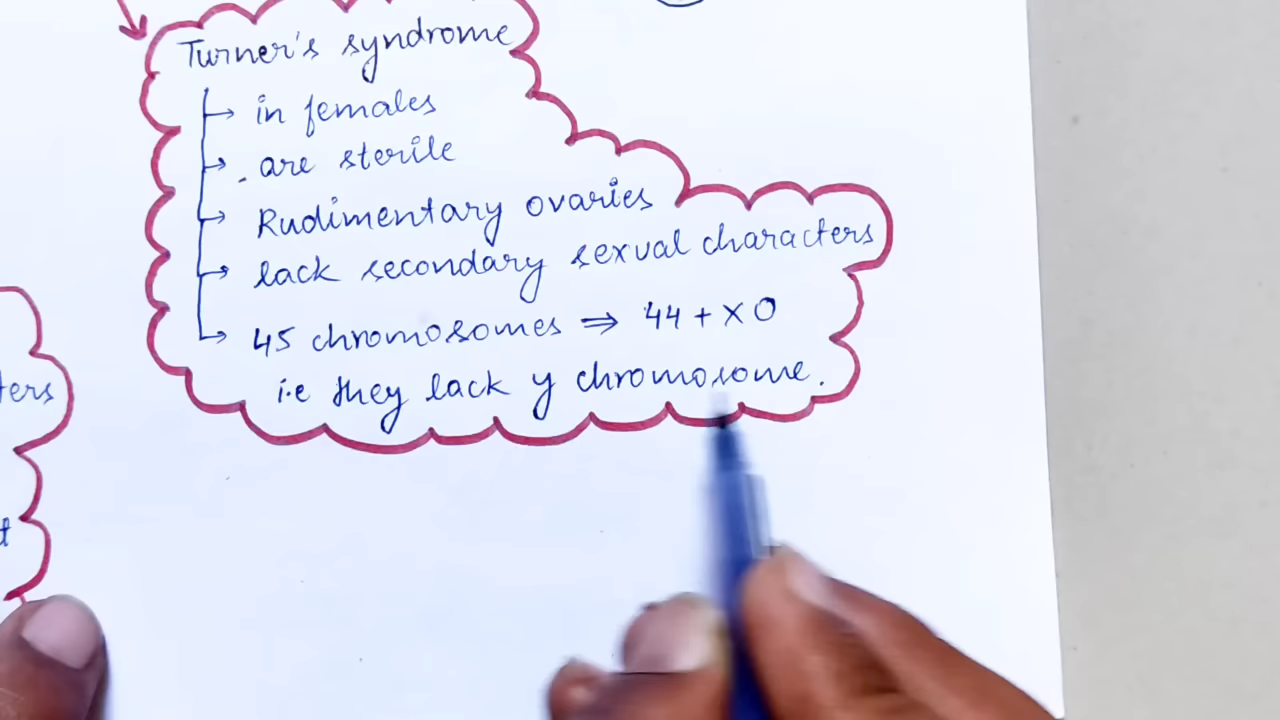 Turner's syndrome
in females
are sterile
Rudimentary ovaries
lack secondary sexual characters
45 chromosomes ⇒ 44 + XO
i.e they lack y chromosome.
ters